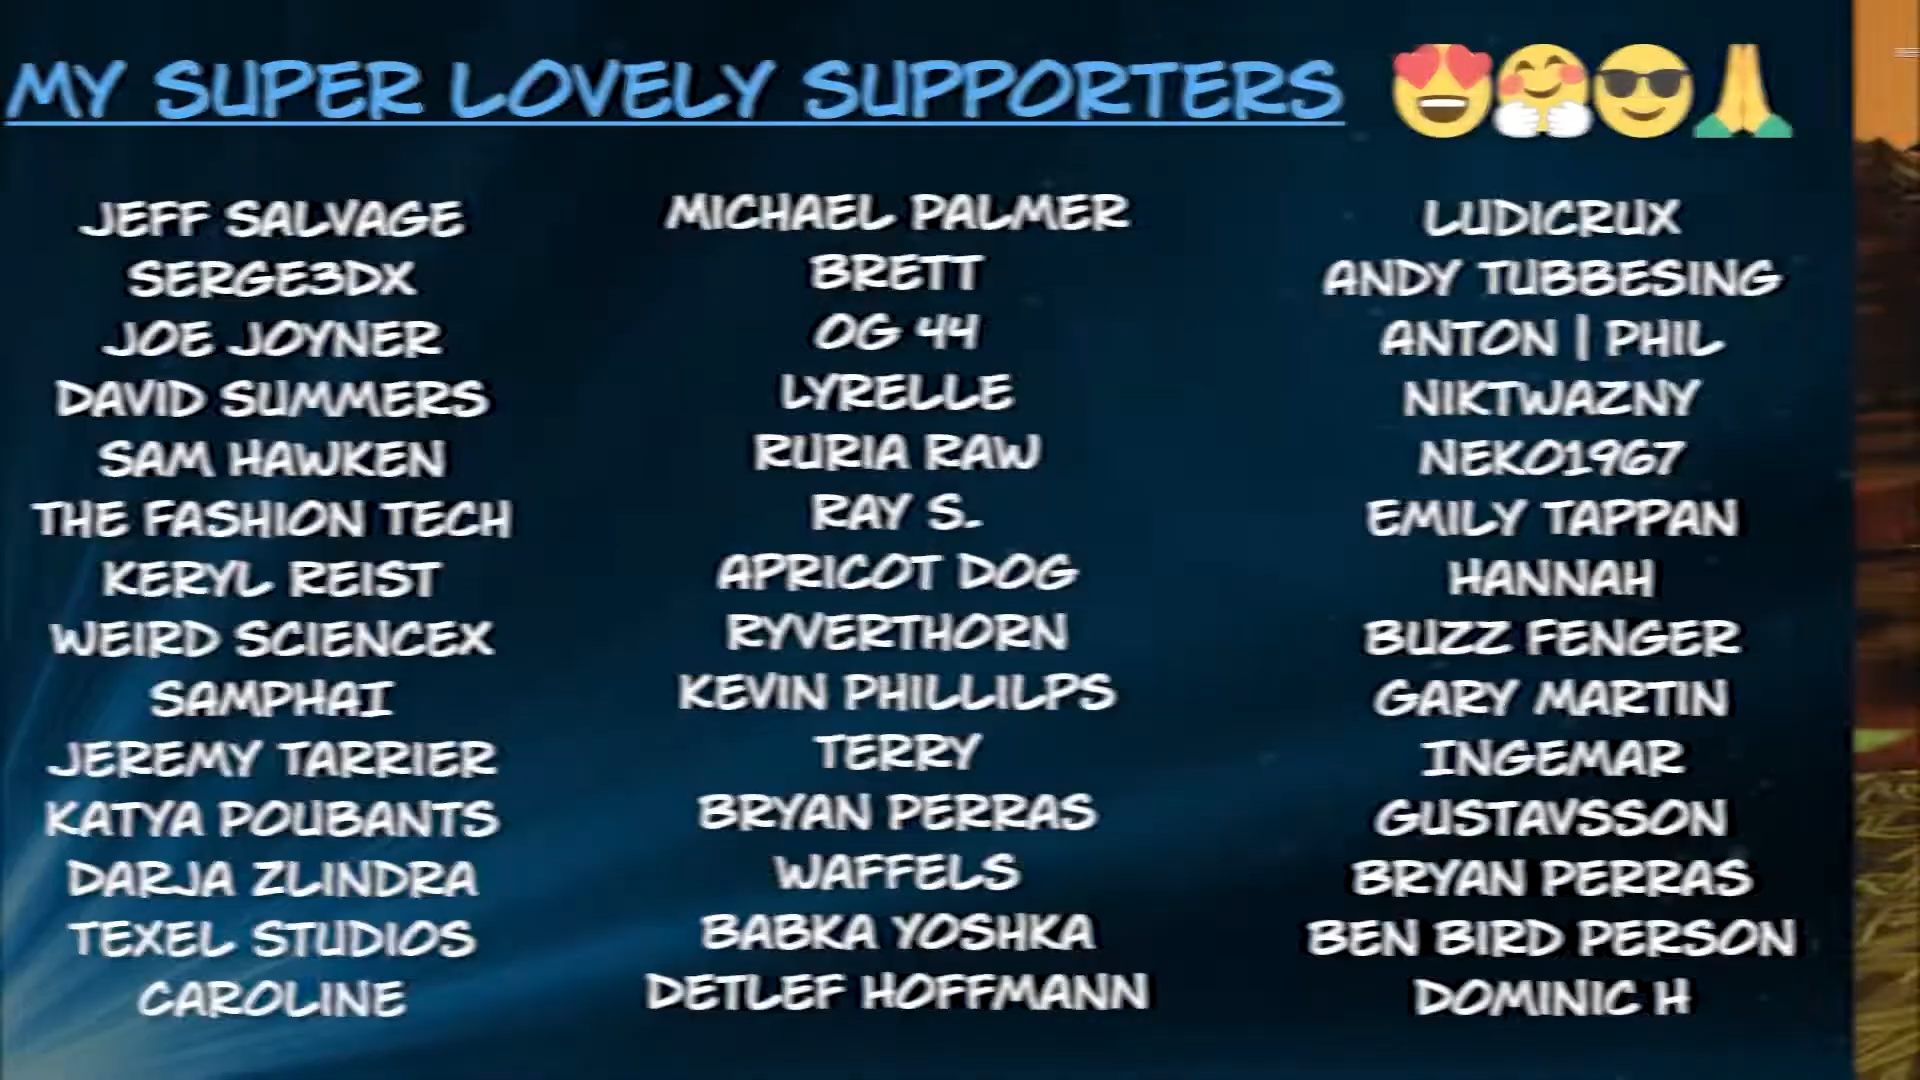 MY SUPER LOVELY SUPPORTERS 😍🤗😎🙏
JEFF SALVAGE
SERGE3DX
JOE JOYNER
DAVID SUMMERS
SAM HAWKEN
THE FASHION TECH
KERYL REIST
WEIRD SCIENCEX
SAMPHAI
JEREMY TARRIER
KATYA POUBANTS
DARJA ZLINDRA
TEXEL STUDIOS
CAROLINE
MICHAEL PALMER
BRETT
OG 44
LYRELLE
RURIA RAW
RAY S.
APRICOT DOG
RYVERTHORN
KEVIN PHILLILPS
TERRY
BRYAN PERRAS
WAFFELS
BABKA YOSHKA
DETLEF HOFFMANN
LUDICRUX
ANDY TUBBESING
ANTON | PHIL
NIKTWAZNY
NEKO1967
EMILY TAPPAN
HANNAH
BUZZ FENGER
GARY MARTIN
INGEMAR
GUSTAVSSON
BRYAN PERRAS
BEN BIRD PERSON
DOMINIC H